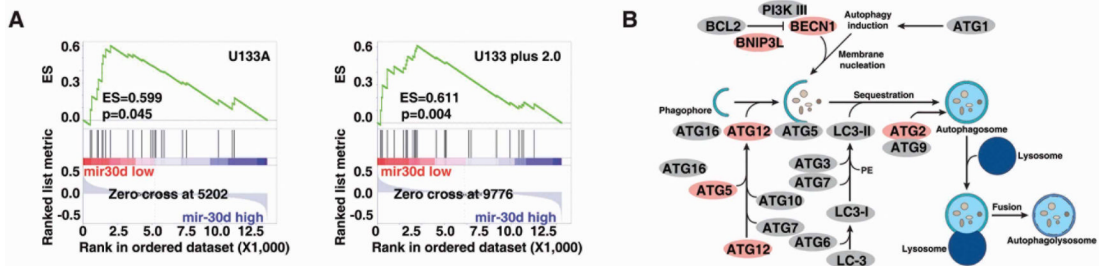 A
0.6
0.3
0.0
ES
U133A
ES=0.599
p=0.045
0.5
0.0
-0.5
Ranked list metric
mir30d low
Zero cross at 5202
mir-30d high
0 2.5 5.0 7.5 10.0 12.5
Rank in ordered dataset (X1,000)
0.6
0.3
0.0
ES
U133 plus 2.0
ES=0.611
p=0.004
0.5
0.0
-0.5
Ranked list metric
mir30d low
Zero cross at 9776
mir-30d high
0 2.5 5.0 7.5 10.0 12.5
Rank in ordered dataset (X1,000)
B
PI3K III
BCL2
BECN1
BNIP3L
Autophagy
induction
ATG1
Membrane
nucleation
Phagophore
Sequestration
ATG16
ATG12
ATG5
LC3-II
ATG2
ATG9
Autophagosome
ATG16
ATG5
ATG3
ATG7
PE
Lysosome
ATG10
LC3-I
ATG7
ATG12
ATG6
LC-3
Fusion
Lysosome
Autophagolysosome